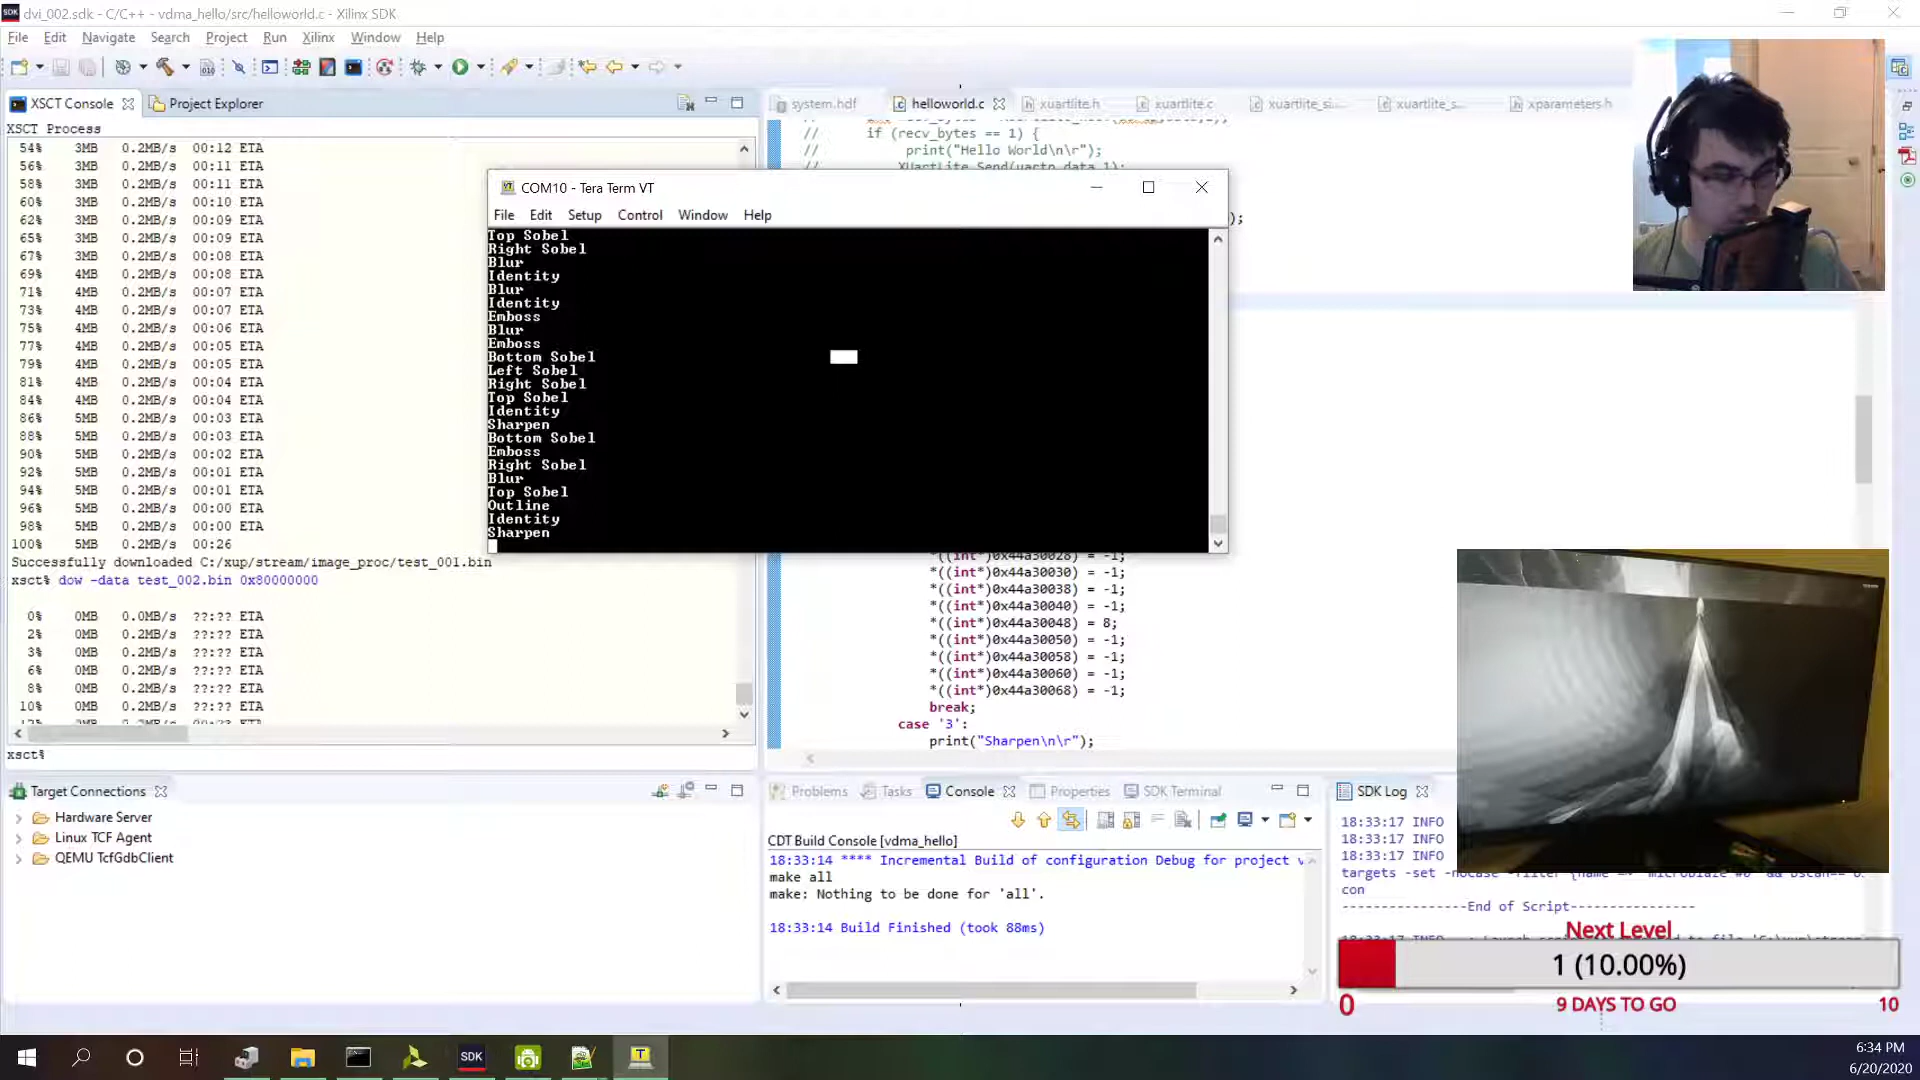 dvi_002.sdk - C/C++ - vdma_hello/src/helloworld.c - Xilinx SDK
File Edit Navigate Search Project Run Xilinx Window Help
XSCT Console
Project Explorer
XSCT Process
54% 3MB 0.2MB/s 00:12 ETA
56% 3MB 0.2MB/s 00:11 ETA
58% 3MB 0.2MB/s 00:11 ETA
60% 3MB 0.2MB/s 00:10 ETA
62% 3MB 0.2MB/s 00:09 ETA
65% 3MB 0.2MB/s 00:09 ETA
67% 3MB 0.2MB/s 00:08 ETA
69% 4MB 0.2MB/s 00:08 ETA
71% 4MB 0.2MB/s 00:07 ETA
73% 4MB 0.2MB/s 00:07 ETA
75% 4MB 0.2MB/s 00:06 ETA
77% 4MB 0.2MB/s 00:05 ETA
79% 4MB 0.2MB/s 00:05 ETA
81% 4MB 0.2MB/s 00:04 ETA
84% 4MB 0.2MB/s 00:04 ETA
86% 5MB 0.2MB/s 00:03 ETA
88% 5MB 0.2MB/s 00:03 ETA
90% 5MB 0.2MB/s 00:02 ETA
92% 5MB 0.2MB/s 00:01 ETA
94% 5MB 0.2MB/s 00:01 ETA
96% 5MB 0.2MB/s 00:00 ETA
98% 5MB 0.2MB/s 00:00 ETA
100% 5MB 0.2MB/s 00:26
Successfully downloaded C:/xup/stream/image_proc/test_001.bin
xsct% dow -data test_002.bin 0x80000000
0% 0MB 0.0MB/s ??:?? ETA
2% 0MB 0.2MB/s ??:?? ETA
3% 0MB 0.2MB/s ??:?? ETA
6% 0MB 0.2MB/s ??:?? ETA
8% 0MB 0.2MB/s ??:?? ETA
10% 0MB 0.2MB/s ??:?? ETA
xsct%
system.hdf
helloworld.c
xuartlite.h
xuartlite.c
xuartlite_si...
xuartlite_s...
xparameters.h
// if (recv_bytes == 1) {
// print("Hello World\n\r");
// XUartLite_Send(uartp,data,1);
);
COM10 - Tera Term VT
File Edit Setup Control Window Help
Top Sobel
Right Sobel
Blur
Identity
Blur
Identity
Emboss
Blur
Emboss
Bottom Sobel
Left Sobel
Right Sobel
Top Sobel
Identity
Sharpen
Bottom Sobel
Emboss
Right Sobel
Blur
Top Sobel
Outline
Identity
Sharpen
*((int*)0x44a30028) = -1;
*((int*)0x44a30030) = -1;
*((int*)0x44a30038) = -1;
*((int*)0x44a30040) = -1;
*((int*)0x44a30048) = 8;
*((int*)0x44a30050) = -1;
*((int*)0x44a30058) = -1;
*((int*)0x44a30060) = -1;
*((int*)0x44a30068) = -1;
break;
case '3':
print("Sharpen\n\r");
Target Connections
Hardware Server
Linux TCF Agent
QEMU TcfGdbClient
Problems
Tasks
Console
Properties
SDK Terminal
CDT Build Console [vdma_hello]
18:33:14 **** Incremental Build of configuration Debug for project v
make all
make: Nothing to be done for 'all'.
18:33:14 Build Finished (took 88ms)
SDK Log
18:33:17 INFO
18:33:17 INFO
18:33:17 INFO
con
----------------End of Script----------------
Next Level
1 (10.00%)
0
9 DAYS TO GO
10
6:34 PM
6/20/2020